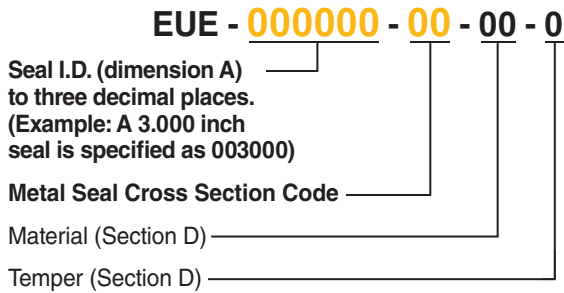 EUE - 000000 - 00 - 00 - 0
Seal I.D. (dimension A)
to three decimal places.
(Example: A 3.000 inch
seal is specified as 003000)
Metal Seal Cross Section Code
Material (Section D)
Temper (Section D)